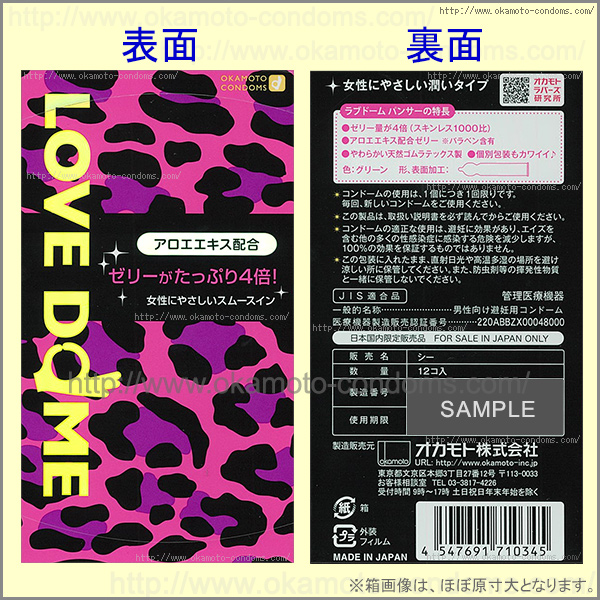 http://www.okamoto-condoms.com/
表面
裏面
OKAMOTO
CONDOMS
LOVE DOME
アロエエキス配合
ゼリーがたっぷり4倍!
女性にやさしいスムースイン
女性にやさしい潤いタイプ
オカモト
ラバーズ
研究所
ラブドーム パンサーの特長
●ゼリー量が4倍(スキンレス1000比)
●アロエエキス配合ゼリー ※パラベン含有
●やわらかい天然ゴムラテックス製 ●個別包装もカワイイ♪
色:グリーン 形、表面加工:
●コンドームの使用は、1個につき1回限りです。
毎回、新しいコンドームをご使用ください。
●この製品は、取扱い説明書を必ず読んでからご使用ください。
●コンドームの適正な使用は、避妊に効果があり、エイズを
含む他の多くの性感染症に感染する危険を減少しますが、
100%の効果を保証するものではありません。
●この包装に入れたまま、直射日光や高温多湿の場所を避け
涼しい所に保管してください。また、防虫剤等の揮発性物質
と一緒に保管しないでください。
JIS適合品
管理医療機器
一般的名称 男性向け避妊用コンドーム
医療機器製造販売認証番号 220ABBZX00048000
日本国内限定販売品 FOR SALE IN JAPAN ONLY
販売名 シー
数量 12コ入
製造番号
使用期限
SAMPLE
製造販売元
okamoto
オカモト株式会社
URL: http://www.okamoto-inc.jp/
東京都文京区本郷3丁目27番12号 〒113-0033
お客様相談室 TEL 03-3817-4226
受付時間 9時〜17時 土日祝日年末年始を除く
紙 箱
プラ 外装
フィルム
MADE IN JAPAN
4 547691 710345
※箱画像は、ほぼ原寸大となります。